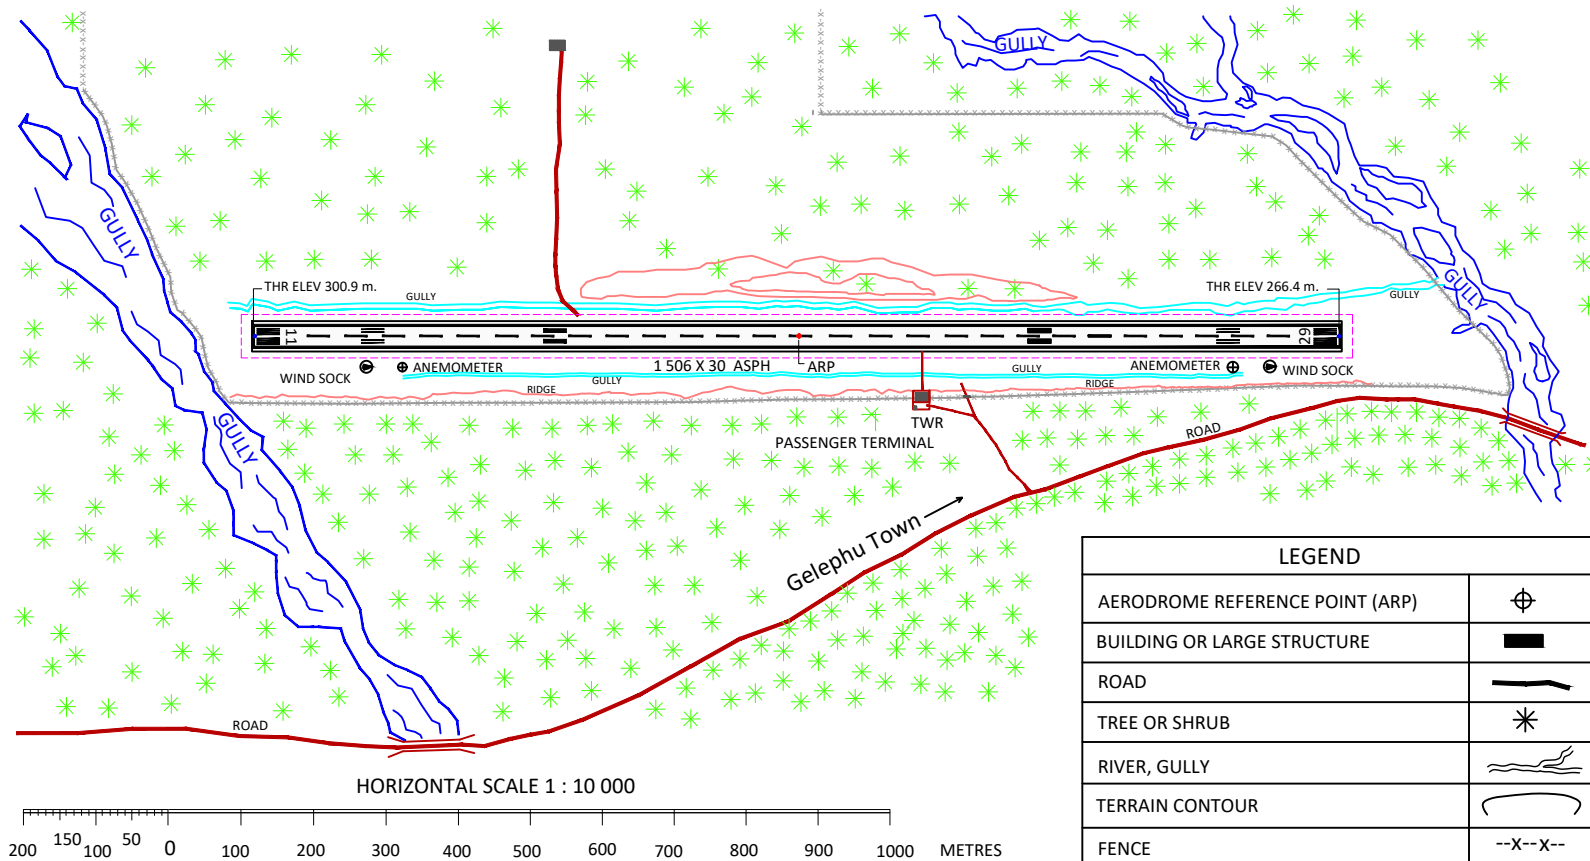 GULLY
GULLY
THR ELEV 300.9 m.
GULLY
THR ELEV 266.4 m.
GULLY
GULLY
11
29
WIND SOCK
ANEMOMETER
1 506 X 30 ASPH
ARP
GULLY
GULLY
ANEMOMETER
WIND SOCK
RIDGE
RIDGE
GULLY
TWR
PASSENGER TERMINAL
ROAD
Gelephu Town
ROAD
HORIZONTAL SCALE 1 : 10 000
200 150 100 50 0 100 200 300 400 500 600 700 800 900 1000 METRES
LEGEND
AERODROME REFERENCE POINT (ARP)
BUILDING OR LARGE STRUCTURE
ROAD
TREE OR SHRUB
RIVER, GULLY
TERRAIN CONTOUR
FENCE
--x--x--